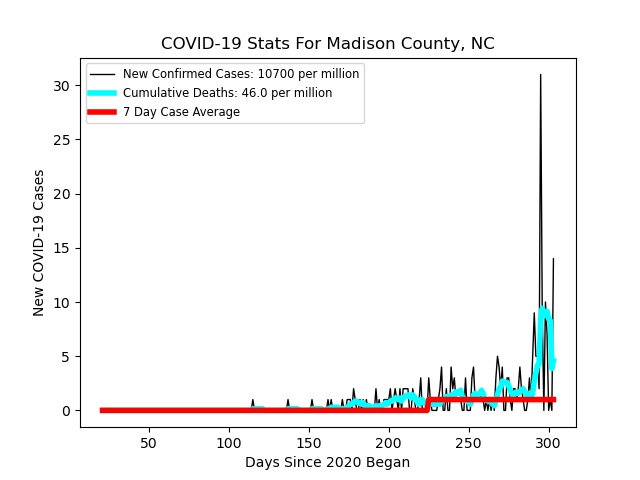 COVID-19 Stats For Madison County, NC
New Confirmed Cases: 10700 per million
Cumulative Deaths: 46.0 per million
7 Day Case Average
New COVID-19 Cases
30
25
20
15
10
5
0
50 100 150 200 250 300
Days Since 2020 Began